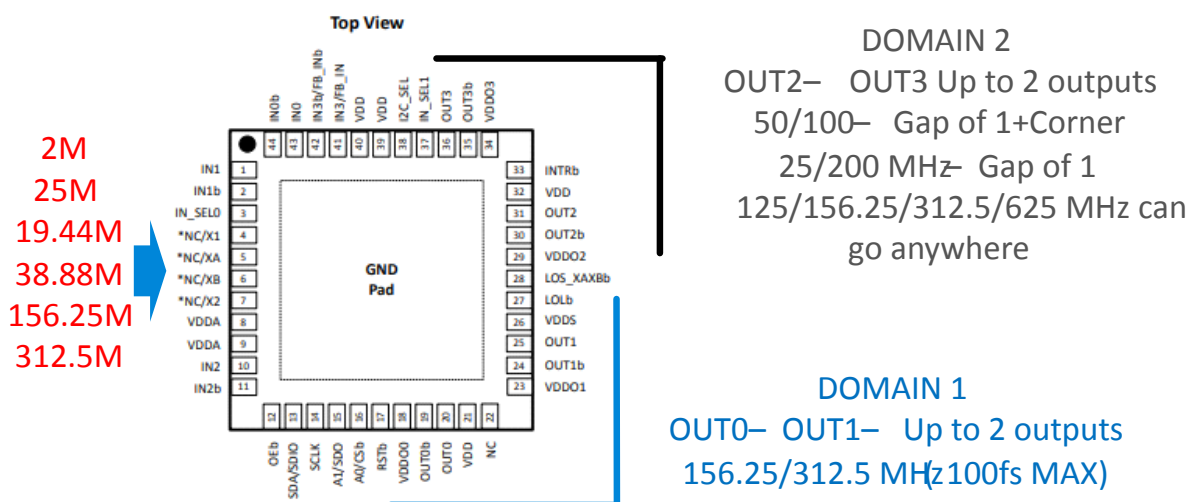 Top View
IN0b
IN0
IN3b/FB_INb
IN3/FB_IN
VDD
VDD
I2C_SEL
IN_SEL1
OUT3
OUT3b
VDDO3
44 43 42 41 40 39 38 37 36 35 34
IN1 1
IN1b 2
IN_SEL0 3
*NC/X1 4
*NC/XA 5
*NC/XB 6
*NC/X2 7
VDDA 8
VDDA 9
IN2 10
IN2b 11
GND
Pad
33 INTRb
32 VDD
31 OUT2
30 OUT2b
29 VDDO2
28 LOS_XAXBb
27 LOLb
26 VDDS
25 OUT1
24 OUT1b
23 VDDO1
12 13 14 15 16 17 18 19 20 21 22
OEb
SDA/SDIO
SCLK
A1/SDO
A0/CSb
RSTb
VDDO0
OUT0b
OUT0
VDD
NC
2M
25M
19.44M
38.88M
156.25M
312.5M
DOMAIN 2
OUT2– OUT3 Up to 2 outputs
50/100– Gap of 1+Corner
25/200 MHz– Gap of 1
125/156.25/312.5/625 MHz can
go anywhere
DOMAIN 1
OUT0– OUT1– Up to 2 outputs
156.25/312.5 MHz(100fs MAX)